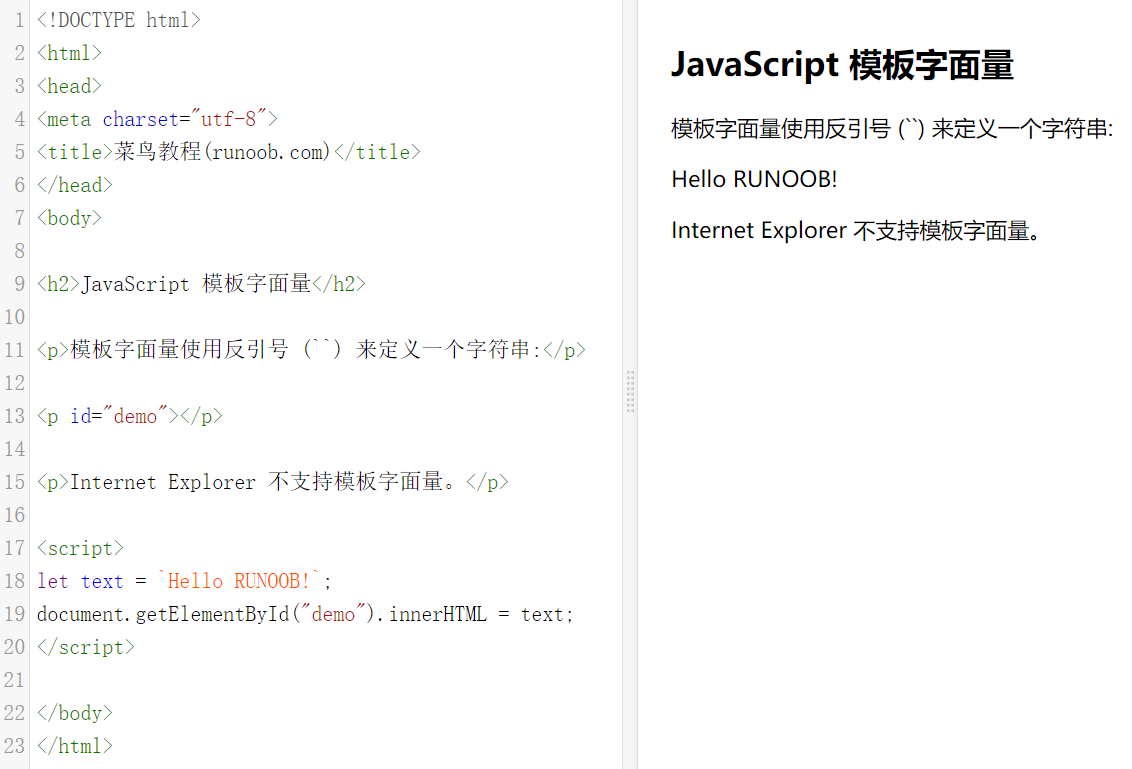 1 <!DOCTYPE html>
2 <html>
3 <head>
4 <meta charset="utf-8">
5 <title>菜鸟教程(runoob.com)</title>
6 </head>
7 <body>
8
9 <h2>JavaScript 模板字面量</h2>
10
11 <p>模板字面量使用反引号 (``) 来定义一个字符串:</p>
12
13 <p id="demo"></p>
14
15 <p>Internet Explorer 不支持模板字面量。</p>
16
17 <script>
18 let text = `Hello RUNOOB!`;
19 document.getElementById("demo").innerHTML = text;
20 </script>
21
22 </body>
23 </html>
JavaScript 模板字面量
模板字面量使用反引号 (``) 来定义一个字符串:
Hello RUNOOB!
Internet Explorer 不支持模板字面量。